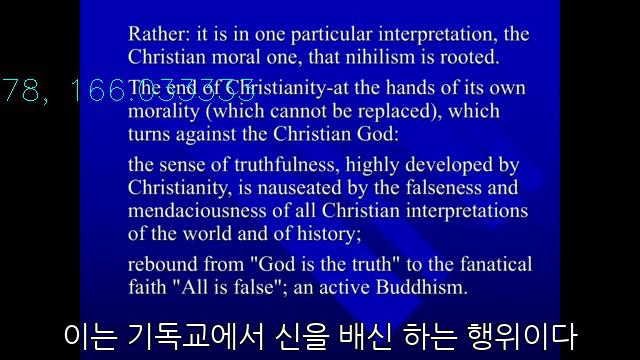 Rather: it is in one particular interpretation, the
Christian moral one, that nihilism is rooted.
78, 166.033333
The end of Christianity-at the hands of its own
morality (which cannot be replaced), which
turns against the Christian God:
the sense of truthfulness, highly developed by
Christianity, is nauseated by the falseness and
mendaciousness of all Christian interpretations
of the world and of history;
rebound from "God is the truth" to the fanatical
faith "All is false"; an active Buddhism.
이는 기독교에서 신을 배신 하는 행위이다